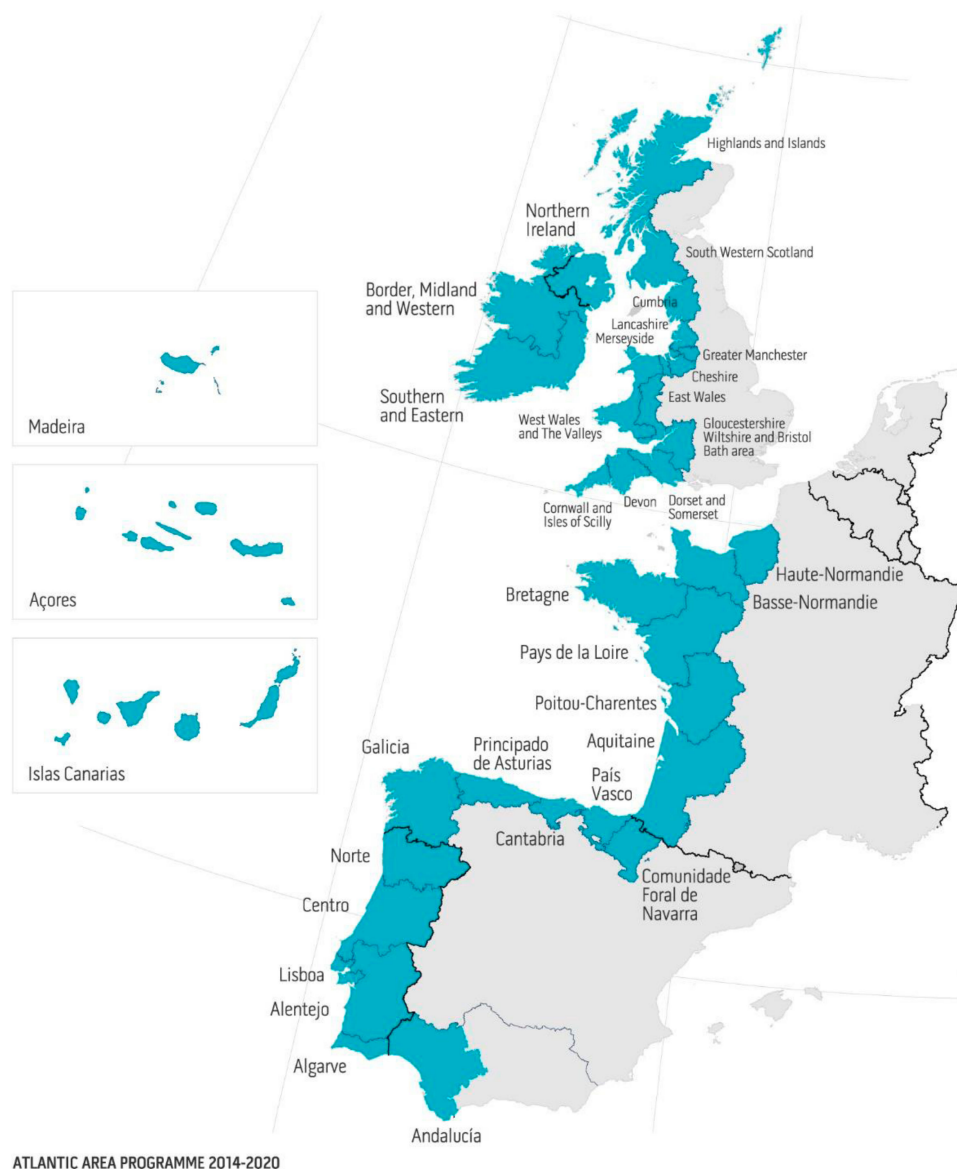 Highlands and Islands
Northern
Ireland
South Western Scotland
Border, Midland
and Western
Cumbria
Lancashire
Merseyside
Greater Manchester
Cheshire
East Wales
Southern
and Eastern
West Wales
and The Valleys
Gloucestershire
Wiltshire and Bristol
Bath area
Cornwall and
Isles of Scilly
Devon
Dorset and
Somerset
Madeira
Açores
Islas Canarias
Haute-Normandie
Basse-Normandie
Bretagne
Pays de la Loire
Poitou-Charentes
Aquitaine
País
Vasco
Principado
de Asturias
Galicia
Cantabria
Comunidade
Foral de
Navarra
Norte
Centro
Lisboa
Alentejo
Algarve
Andalucía
ATLANTIC AREA PROGRAMME 2014-2020